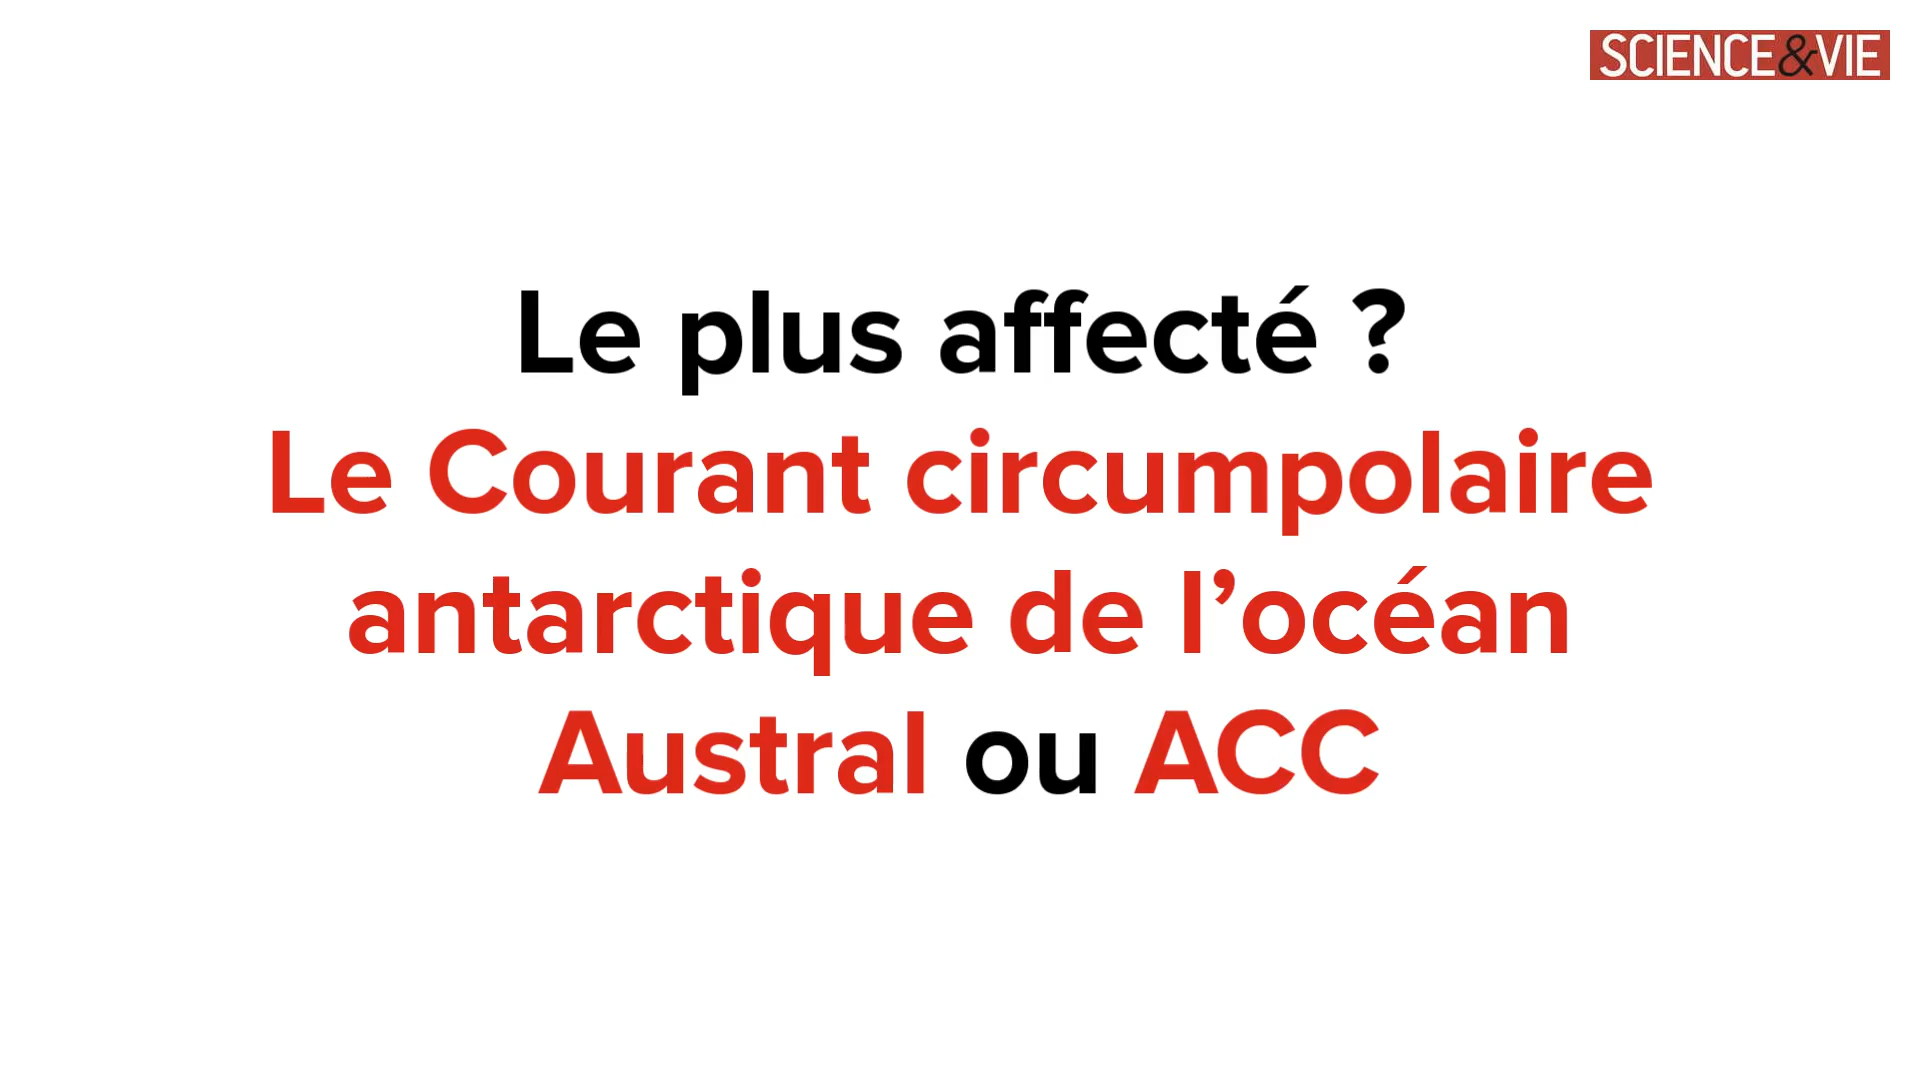 SCIENCE&VIE
Le plus affecté ?
Le Courant circumpolaire
antarctique de l’océan
Austral ou ACC